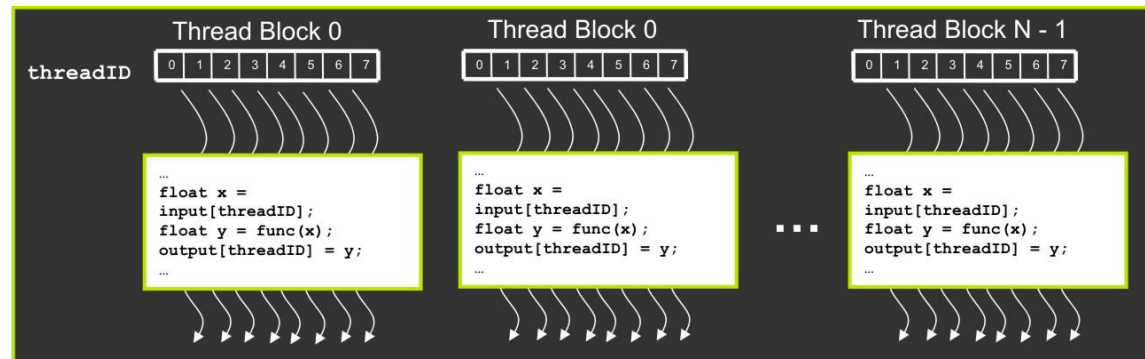 Thread Block 0
Thread Block 0
Thread Block N - 1
threadID
0 1 2 3 4 5 6 7
0 1 2 3 4 5 6 7
0 1 2 3 4 5 6 7
...
float x =
input[threadID];
float y = func(x);
output[threadID] = y;
...
...
float x =
input[threadID];
float y = func(x);
output[threadID] = y;
...
...
...
float x =
input[threadID];
float y = func(x);
output[threadID] = y;
...